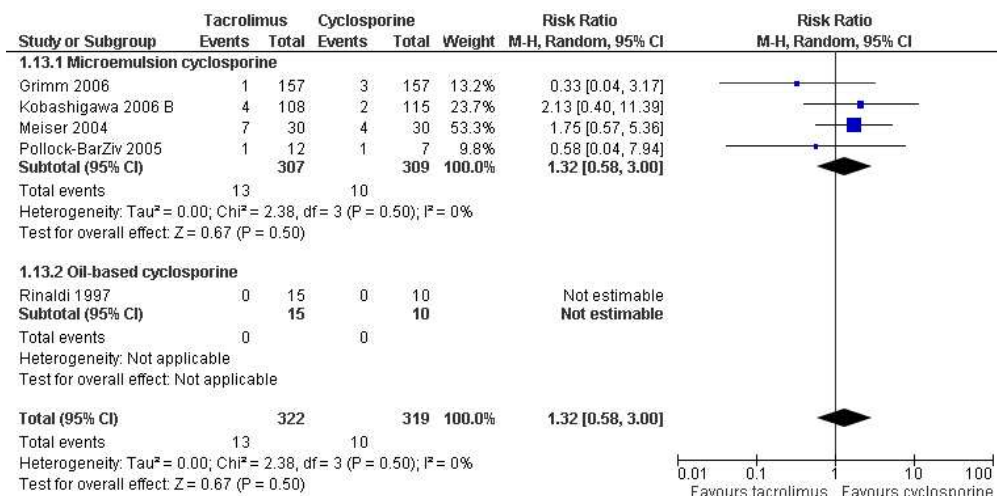 Tacrolimus Cyclosporine Risk Ratio Risk Ratio
Study or Subgroup Events Total Events Total Weight M-H, Random, 95% CI M-H, Random, 95% CI
1.13.1 Microemulsion cyclosporine
Grimm 2006 1 157 3 157 13.2% 0.33 [0.04, 3.17]
Kobashigawa 2006 B 4 108 2 115 23.7% 2.13 [0.40, 11.39]
Meiser 2004 7 30 4 30 53.3% 1.75 [0.57, 5.36]
Pollock-BarZiv 2005 1 12 1 7 9.8% 0.58 [0.04, 7.94]
Subtotal (95% CI) 307 309 100.0% 1.32 [0.58, 3.00]
Total events 13 10
Heterogeneity: Tau² = 0.00; Chi² = 2.38, df = 3 (P = 0.50); I² = 0%
Test for overall effect: Z = 0.67 (P = 0.50)
1.13.2 Oil-based cyclosporine
Rinaldi 1997 0 15 0 10 Not estimable
Subtotal (95% CI) 15 10 Not estimable
Total events 0 0
Heterogeneity: Not applicable
Test for overall effect: Not applicable
Total (95% CI) 322 319 100.0% 1.32 [0.58, 3.00]
Total events 13 10
Heterogeneity: Tau² = 0.00; Chi² = 2.38, df = 3 (P = 0.50); I² = 0%
Test for overall effect: Z = 0.67 (P = 0.50)
0.01 0.1 1 10 100
Favours tacrolimus Favours cyclosporine